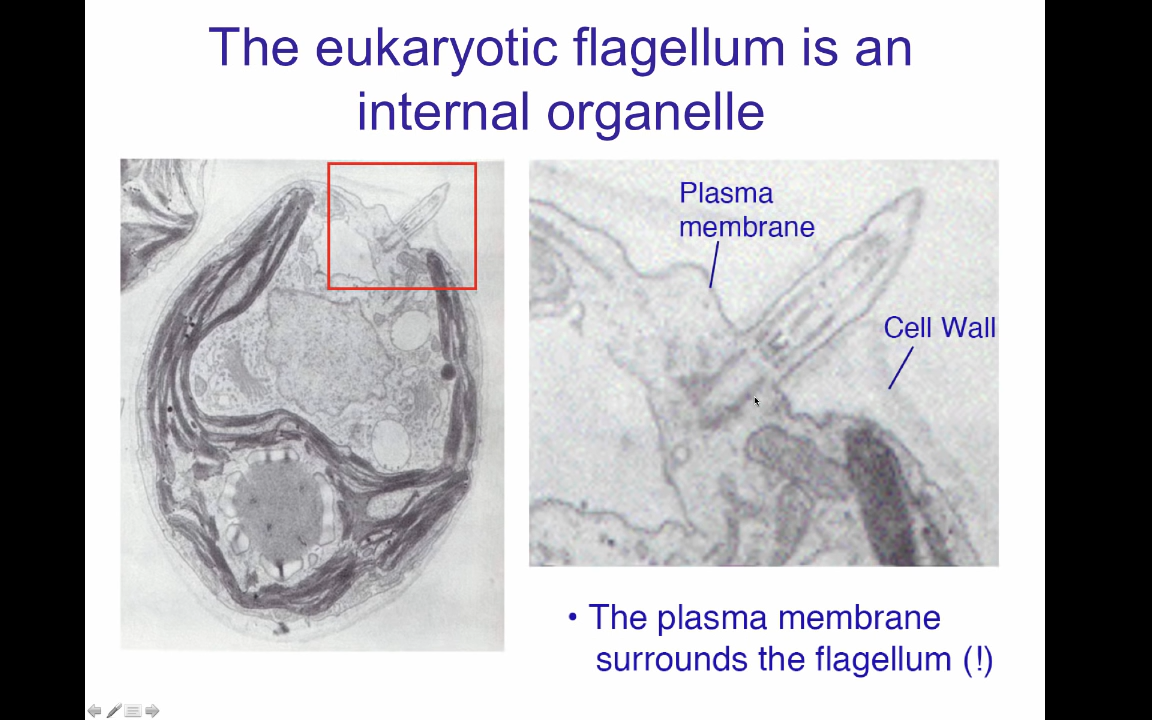 The eukaryotic flagellum is an
internal organelle
Plasma
membrane
Cell Wall
• The plasma membrane
surrounds the flagellum (!)